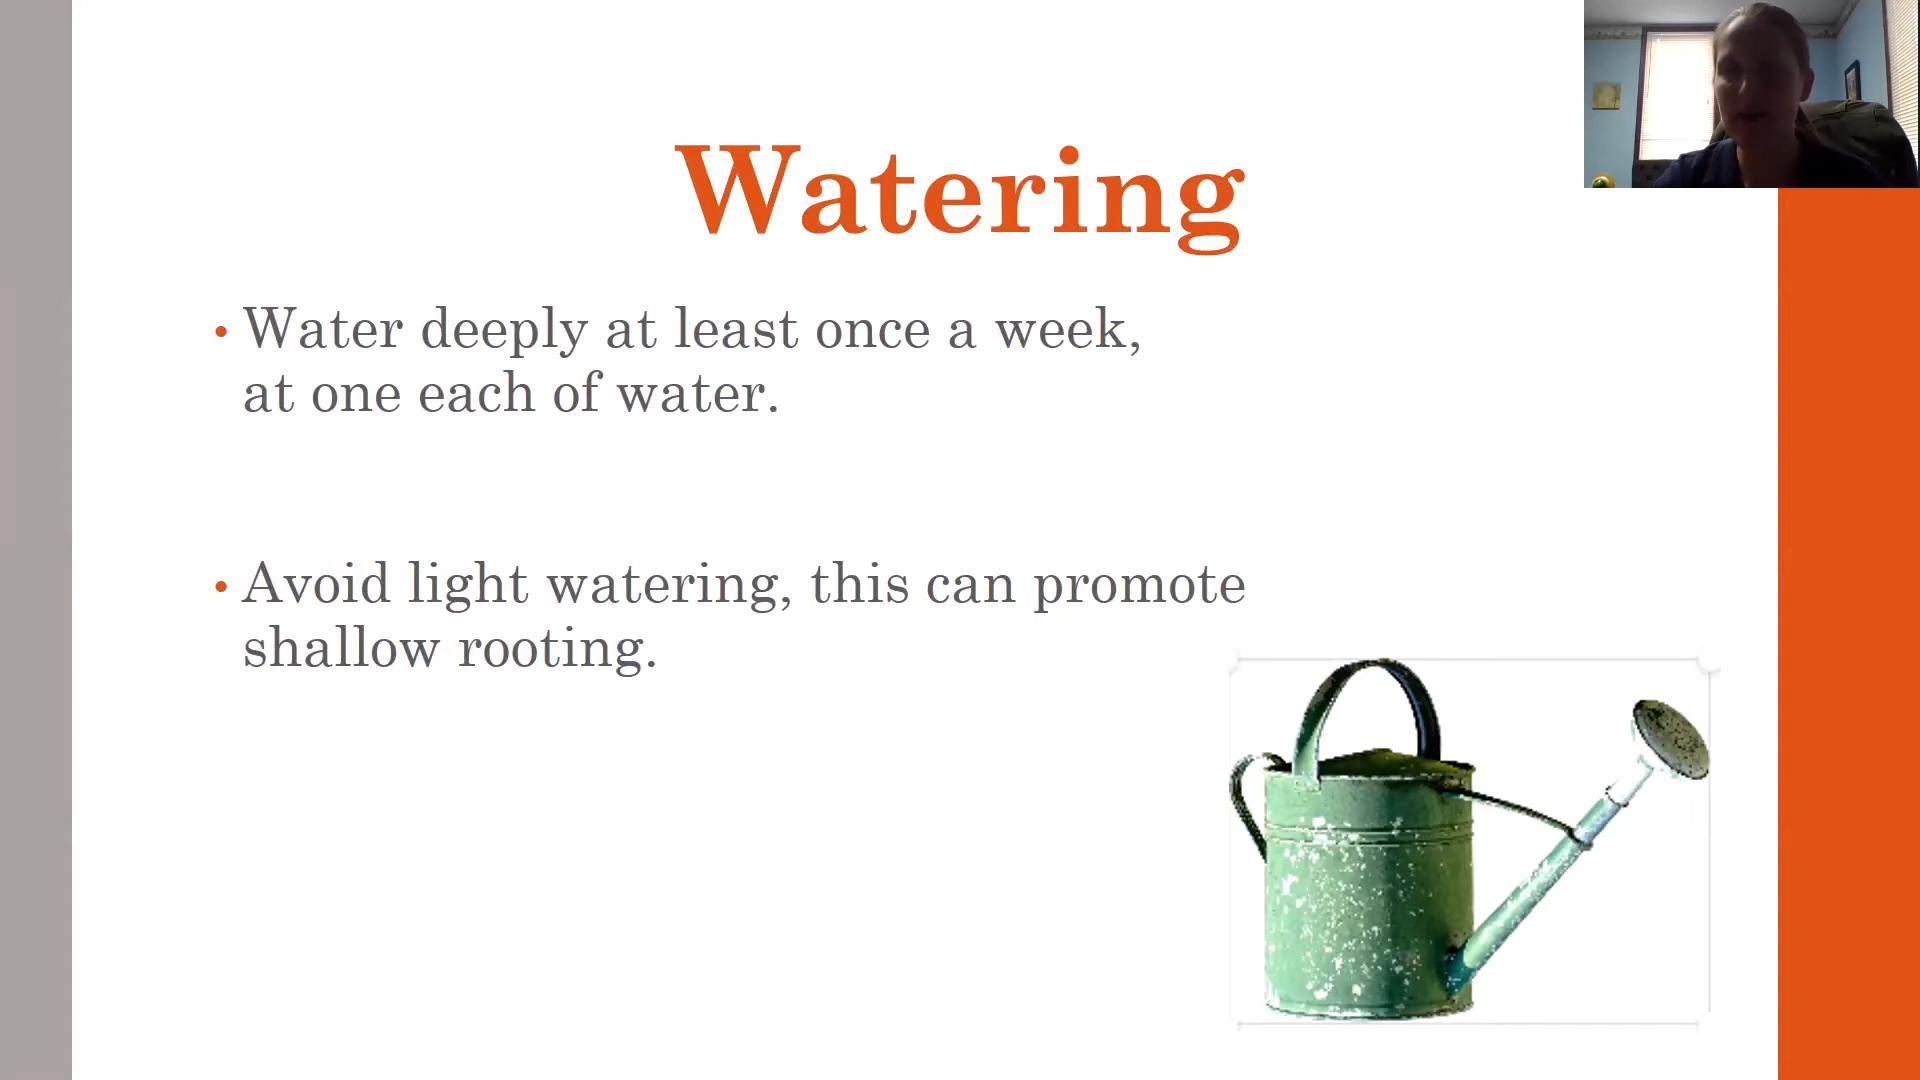 Watering
• Water deeply at least once a week,
at one each of water.
• Avoid light watering, this can promote
shallow rooting.